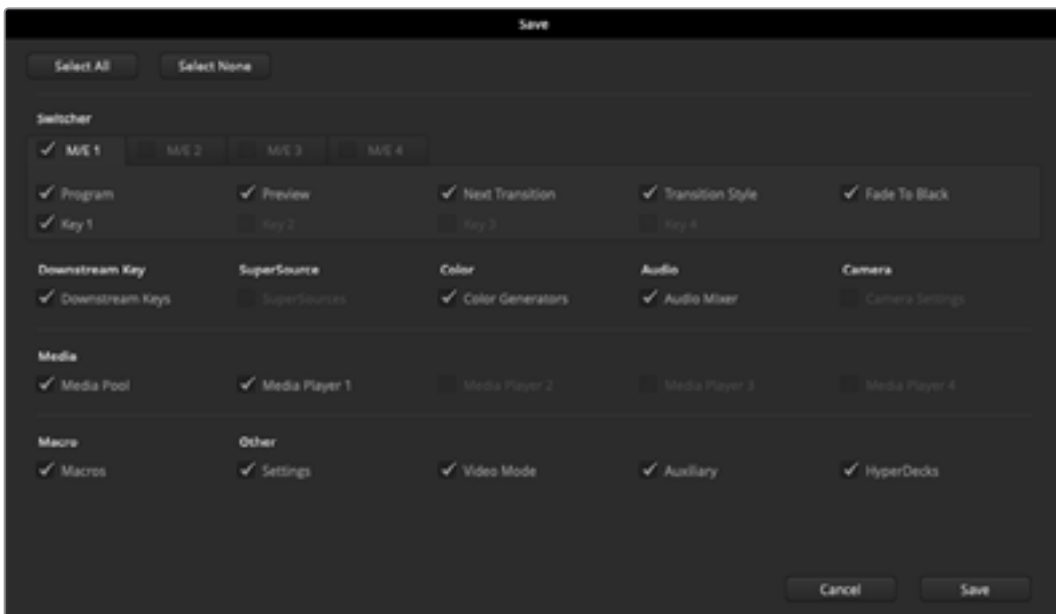 Save
Select All Select None
Switcher
M/E 1 M/E 2 M/E 3 M/E 4
Program Preview Next Transition Transition Style Fade To Black
Key 1 Key 2 Key 3 Key 4
Downstream Key SuperSource Color Audio Camera
Downstream Keys SuperSources Color Generators Audio Mixer Camera Settings
Media
Media Pool Media Player 1 Media Player 2 Media Player 3 Media Player 4
Macro Other
Macros Settings Video Mode Auxiliary HyperDecks
Cancel Save